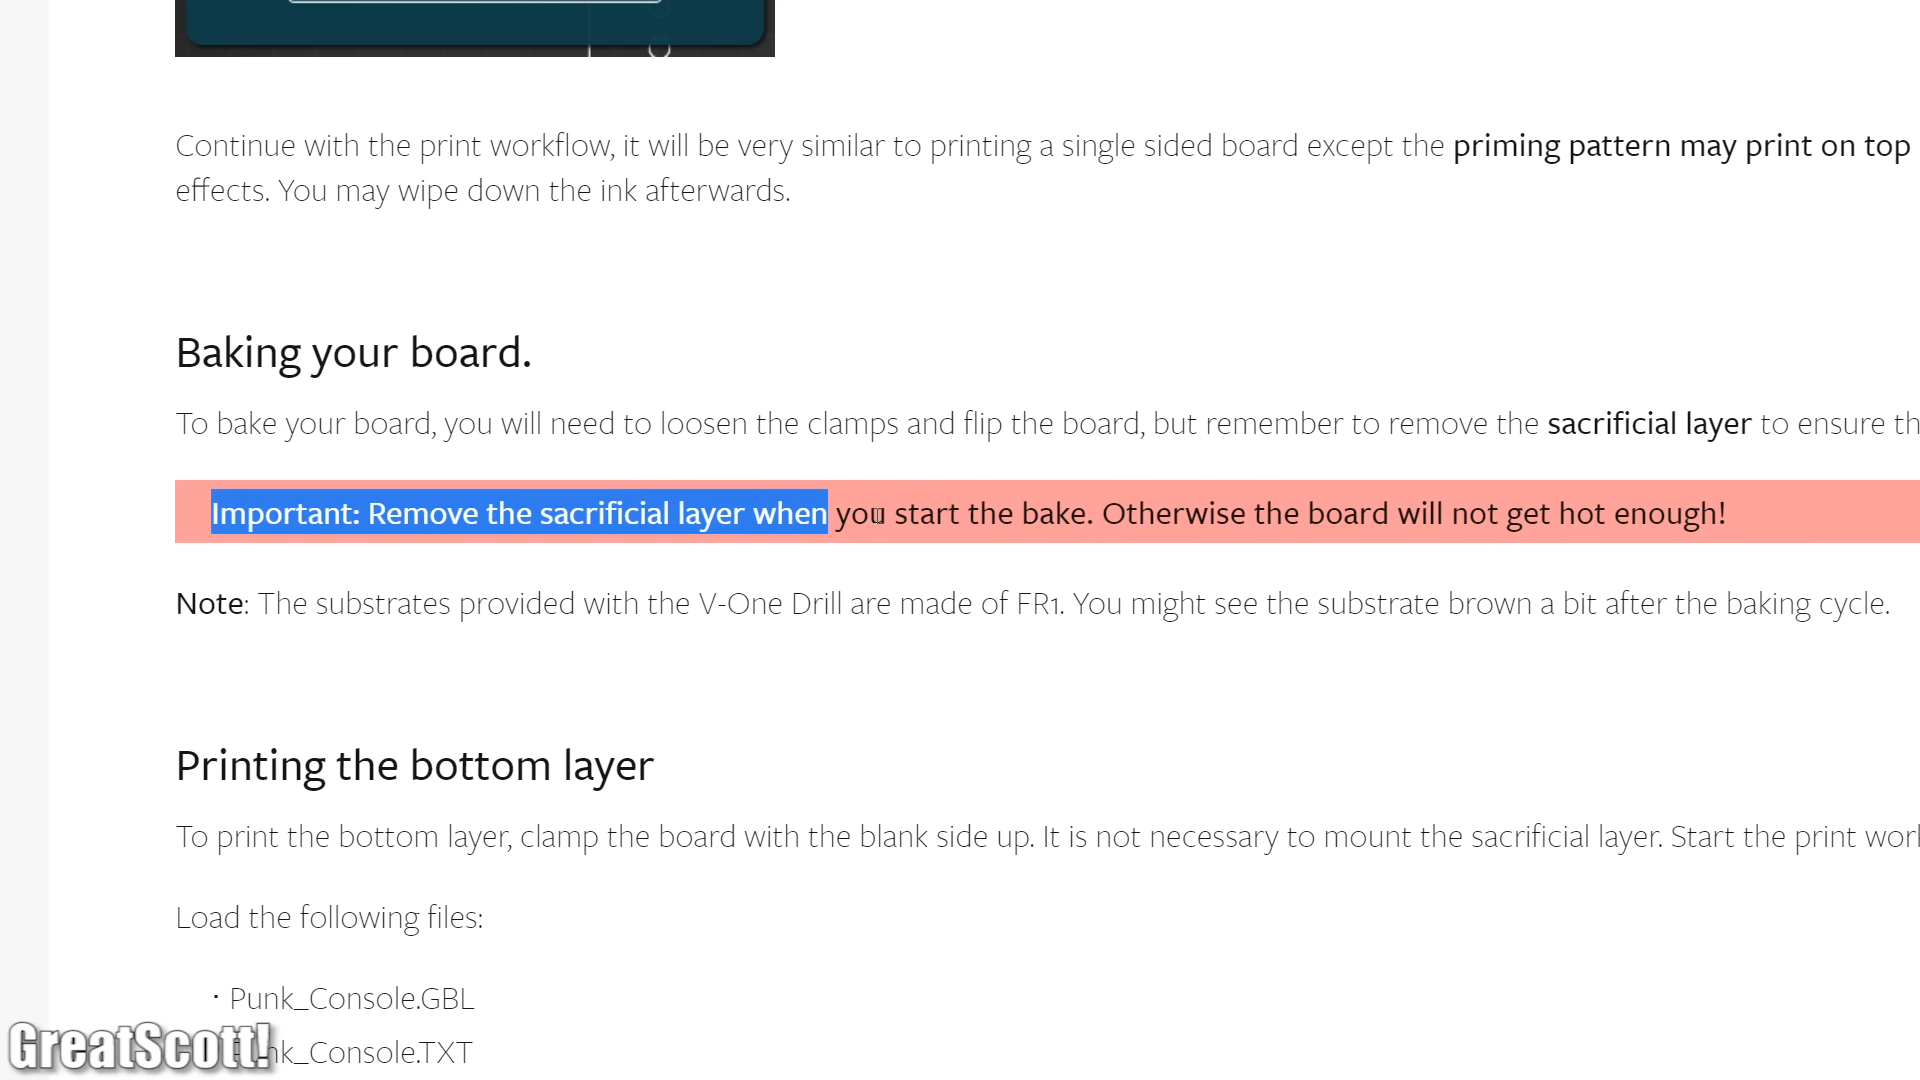 Continue with the print workflow, it will be very similar to printing a single sided board except the priming pattern may print on top
effects. You may wipe down the ink afterwards.
Baking your board.
To bake your board, you will need to loosen the clamps and flip the board, but remember to remove the sacrificial layer to ensure th
Important: Remove the sacrificial layer when you start the bake. Otherwise the board will not get hot enough!
Note: The substrates provided with the V-One Drill are made of FR1. You might see the substrate brown a bit after the baking cycle.
Printing the bottom layer
To print the bottom layer, clamp the board with the blank side up. It is not necessary to mount the sacrificial layer. Start the print work
Load the following files:
· Punk_Console.GBL
nk_Console.TXT
GreatScott!